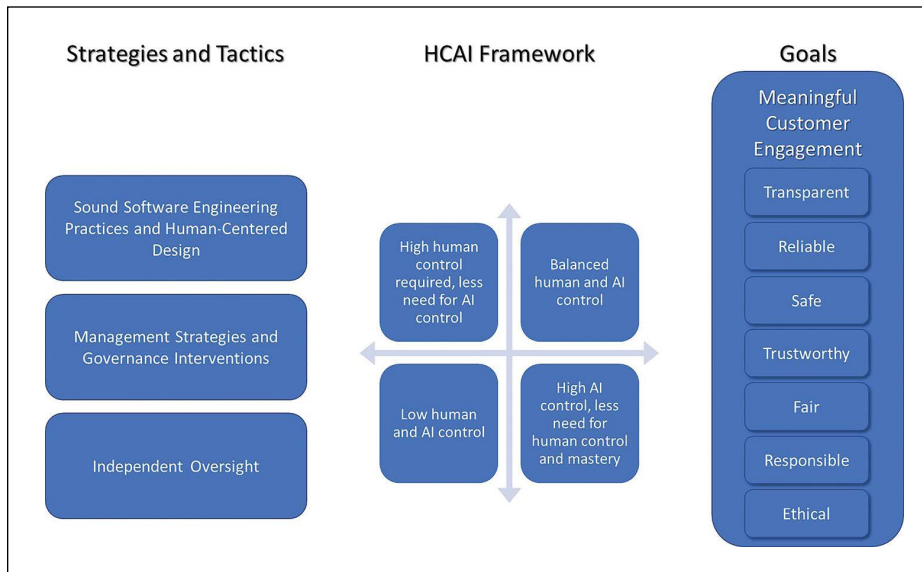 Strategies and Tactics
Sound Software Engineering
Practices and Human-Centered
Design
Management Strategies and
Governance Interventions
Independent Oversight
HCAI Framework
High human
control
required, less
need for AI
control
Balanced
human and AI
control
Low human
and AI control
High AI
control, less
need for
human control
and mastery
Goals
Meaningful
Customer
Engagement
Transparent
Reliable
Safe
Trustworthy
Fair
Responsible
Ethical